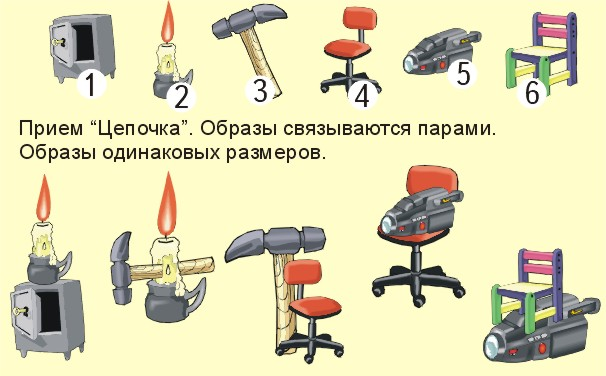 1 2 3 4 5 6
Прием “Цепочка”. Образы связываются парами.
Образы одинаковых размеров.